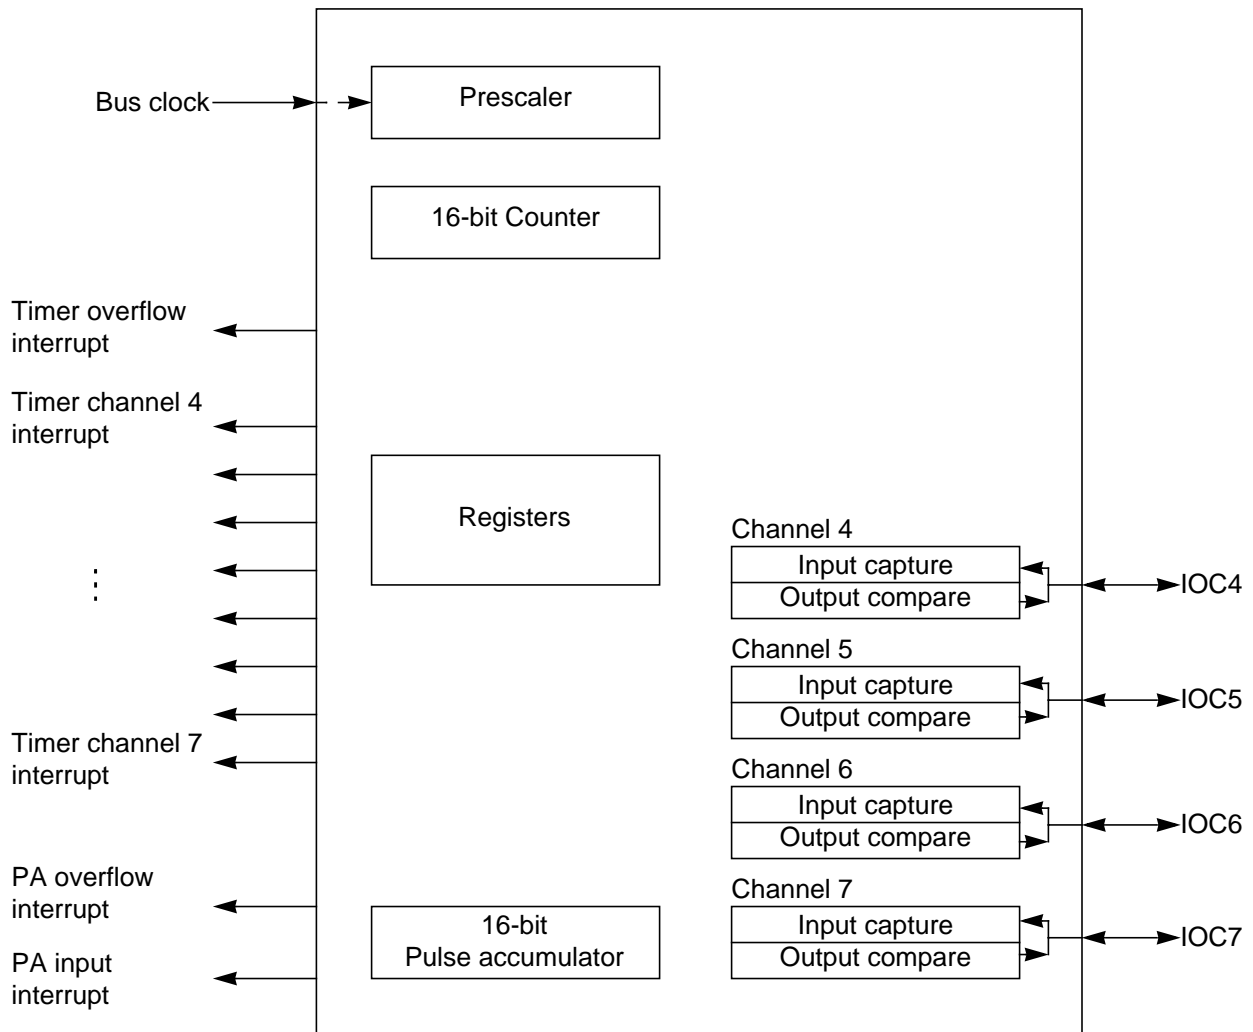 Bus clock
Prescaler
16-bit Counter
Timer overflow
interrupt
Timer channel 4
interrupt
Registers
Channel 4
Input capture
Output compare
IOC4
Channel 5
Input capture
Output compare
IOC5
Timer channel 7
interrupt
Channel 6
Input capture
Output compare
IOC6
PA overflow
interrupt
16-bit
Pulse accumulator
Channel 7
Input capture
Output compare
IOC7
PA input
interrupt